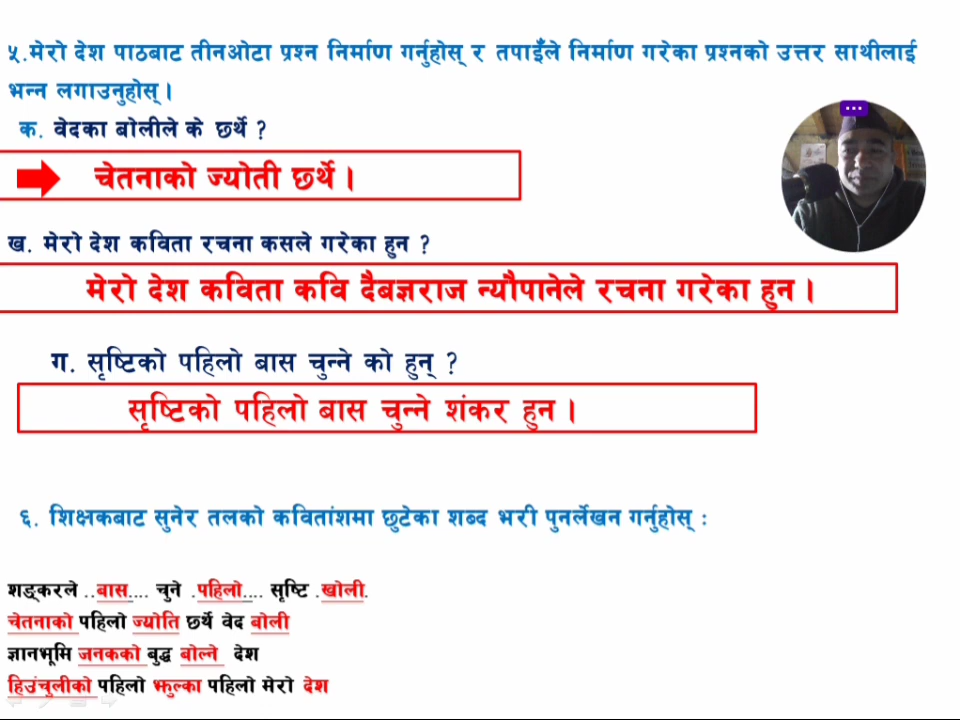 ५.मेरो देश पाठबाट तीनओटा प्रश्न निर्माण गर्नुहोस् र तपाइँले निर्माण गरेका प्रश्नको उत्तर साथीलाई
भन्न लगाउनुहोस् ।
क. वेदका बोलीले के छर्थे ?
चेतनाको ज्योती छर्थे ।
ख. मेरो देश कविता रचना कसले गरेका हुन ?
मेरो देश कविता कवि दैबज्ञराज न्यौपानेले रचना गरेका हुन ।
ग. सृष्टिको पहिलो बास चुन्ने को हुन् ?
सृष्टिको पहिलो बास चुन्ने शंकर हुन ।
६. शिक्षकबाट सुनेर तलको कवितांशमा छुटेका शब्द भरी पुनर्लेखन गर्नुहोस् :
शङ्करले ..बास.... चुने .पहिलो.... सृष्टि .खोली.
चेतनाको पहिलो ज्योति छर्थे वेद बोली
ज्ञानभूमि जनकको बुद्ध बोल्ने देश
हिउंचुलीको पहिलो झुल्का पहिलो मेरो देश